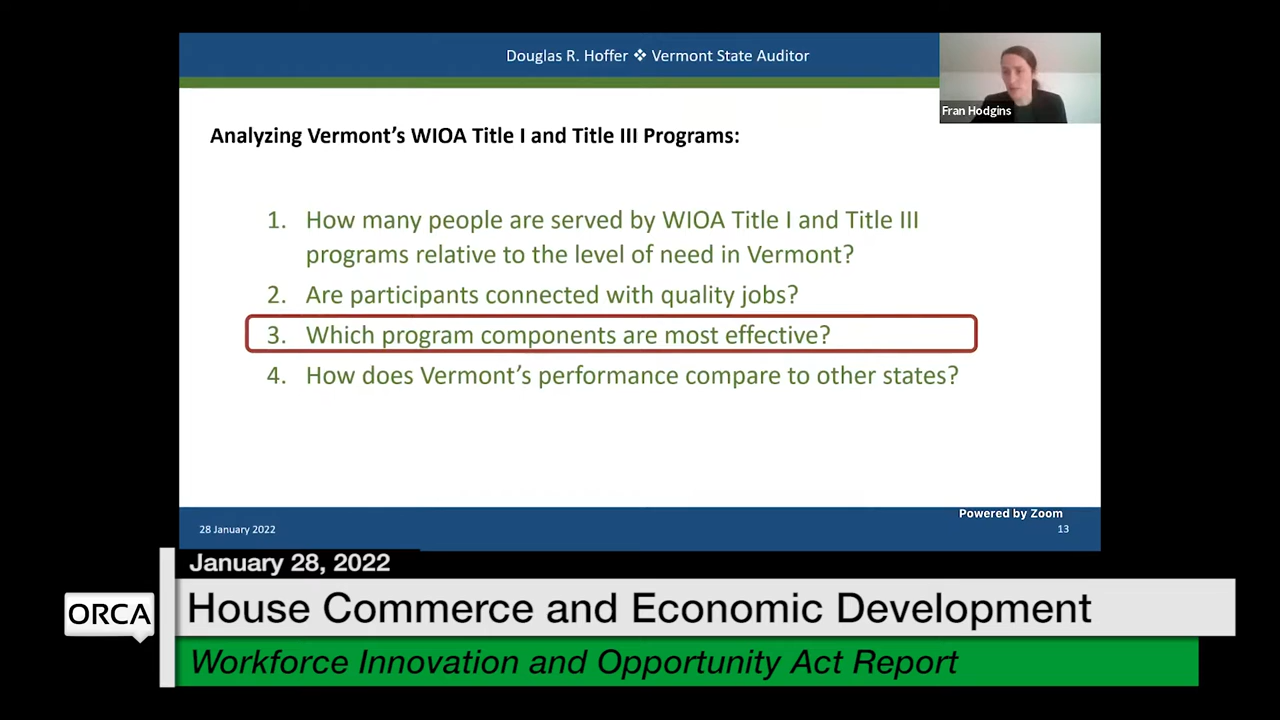 Douglas R. Hoffer ❖ Vermont State Auditor
Fran Hodgins
Analyzing Vermont's WIOA Title I and Title III Programs:
1. How many people are served by WIOA Title I and Title III
programs relative to the level of need in Vermont?
2. Are participants connected with quality jobs?
3. Which program components are most effective?
4. How does Vermont's performance compare to other states?
Powered by Zoom
28 January 2022
13
January 28, 2022
ORCA
House Commerce and Economic Development
Workforce Innovation and Opportunity Act Report